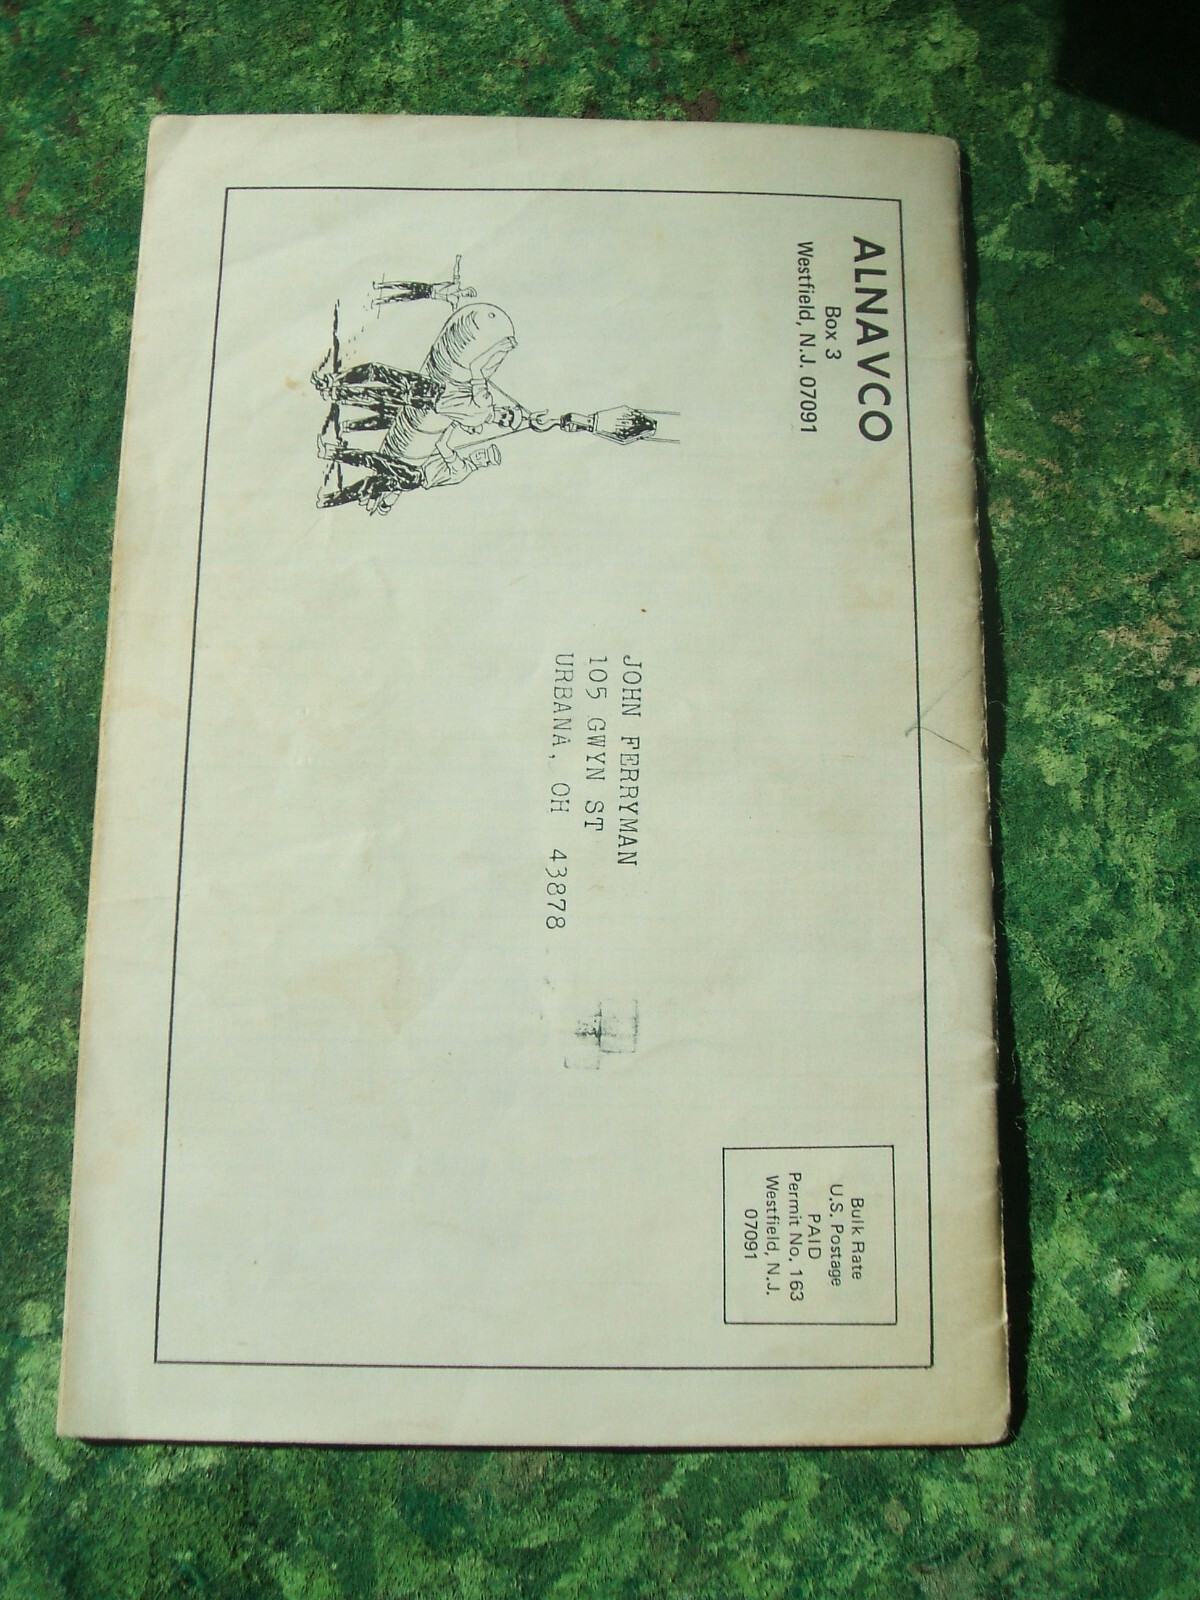 ALNAVCO
Box 3
Westfield, N.J. 07091
Bulk Rate
U.S. Postage
PAID
Permit No. 163
Westfield, N.J.
07091
JOHN FERRYMAN
105 GWYN ST
URBANA, OH 43878